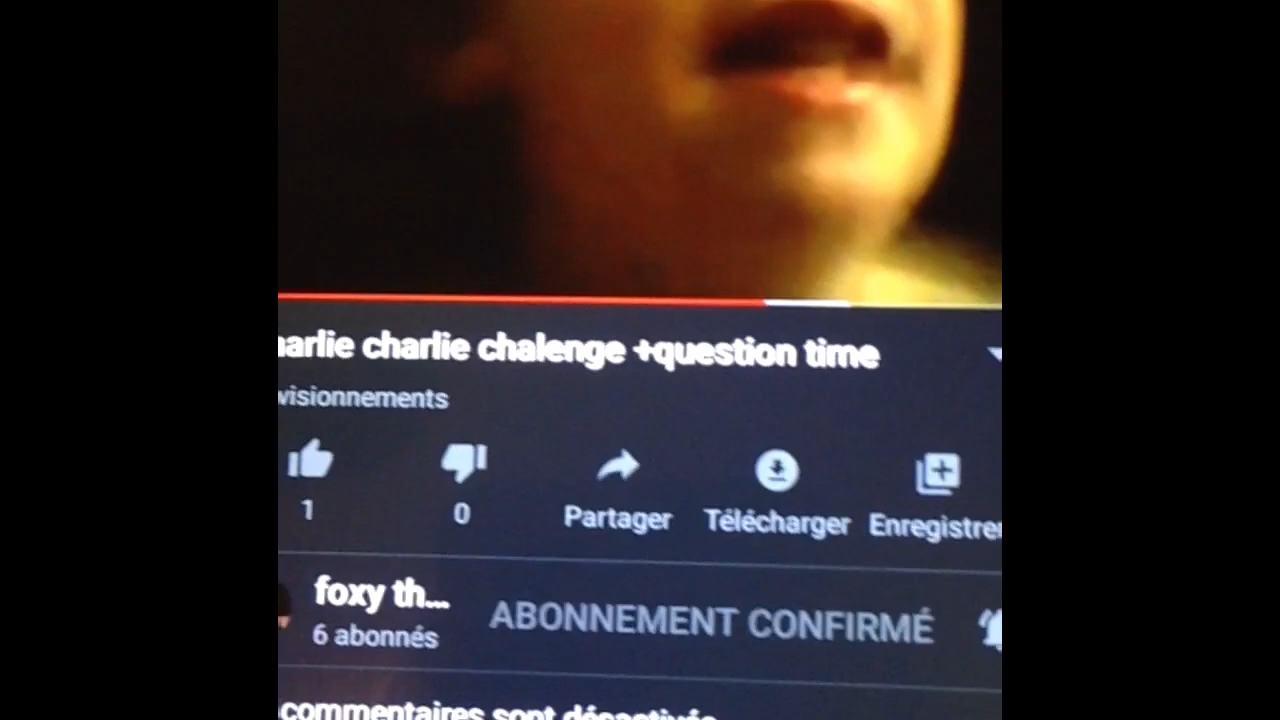 harlie charlie chalenge +question time
visionnements
1
0
Partager
Télécharger
Enregistrer
foxy th...
ABONNEMENT CONFIRMÉ
6 abonnés
commentaires sont désactivés